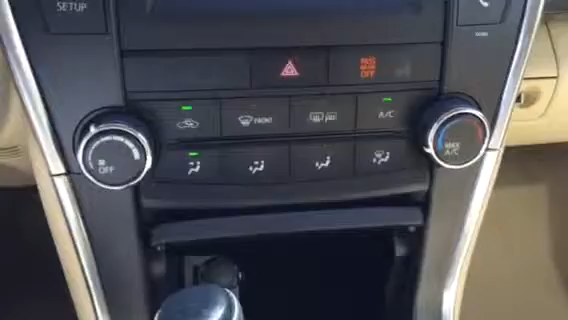 SETUP
PASS
AIR BAG
OFF
FRONT
A/C
OFF
MAX
A/C